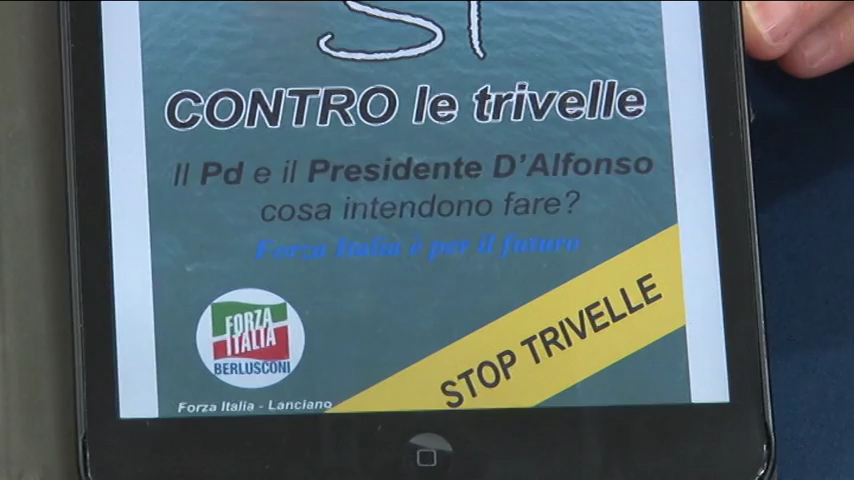 SI
CONTRO le trivelle
Il Pd e il Presidente D'Alfonso
cosa intendono fare?
Forza Italia è per il futuro
FORZA
ITALIA
BERLUSCONI
STOP TRIVELLE
Forza Italia - Lanciano